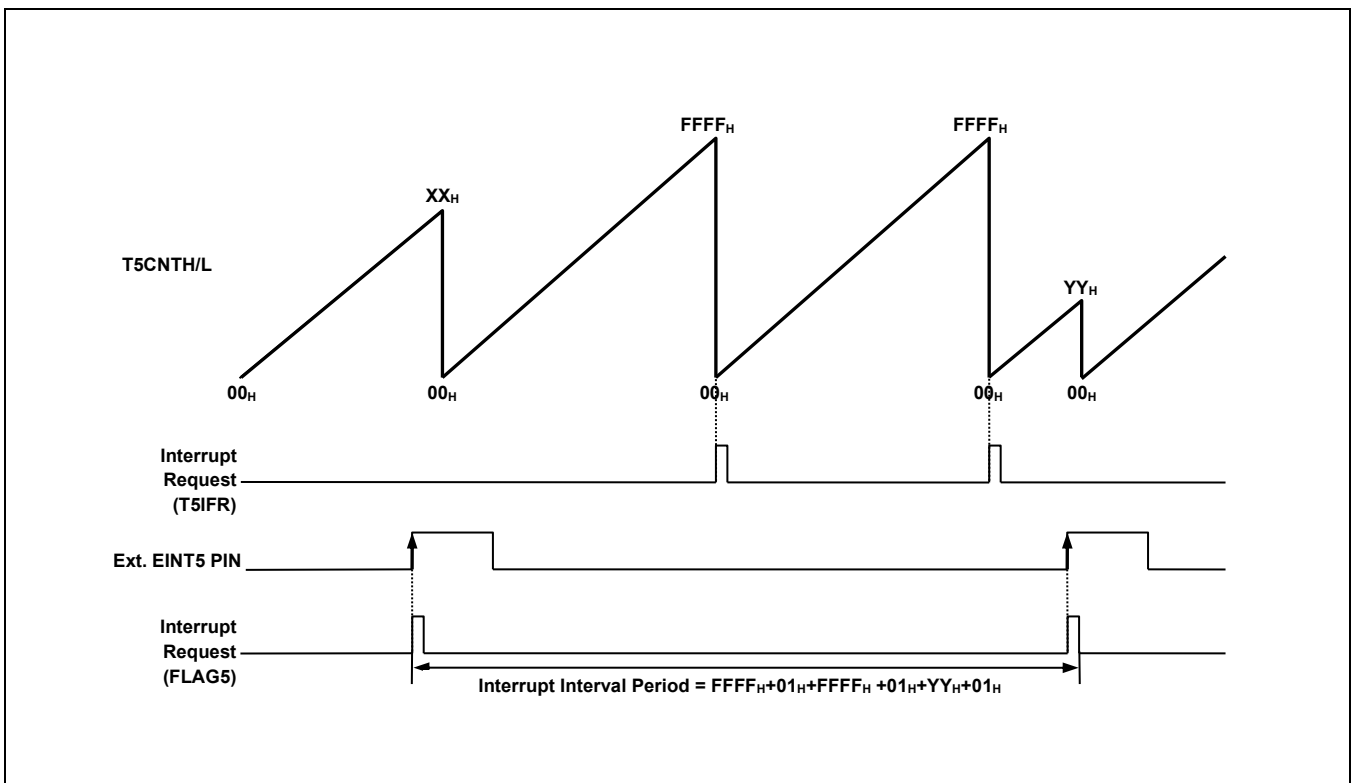 FFFFH FFFFH
XXH
T5CNTH/L
YYH
00H 00H 00H 00H 00H
Interrupt
Request
(T5IFR)
Ext. EINT5 PIN
Interrupt
Request
(FLAG5)
Interrupt Interval Period = FFFFH+01H+FFFFH +01H+YYH+01H